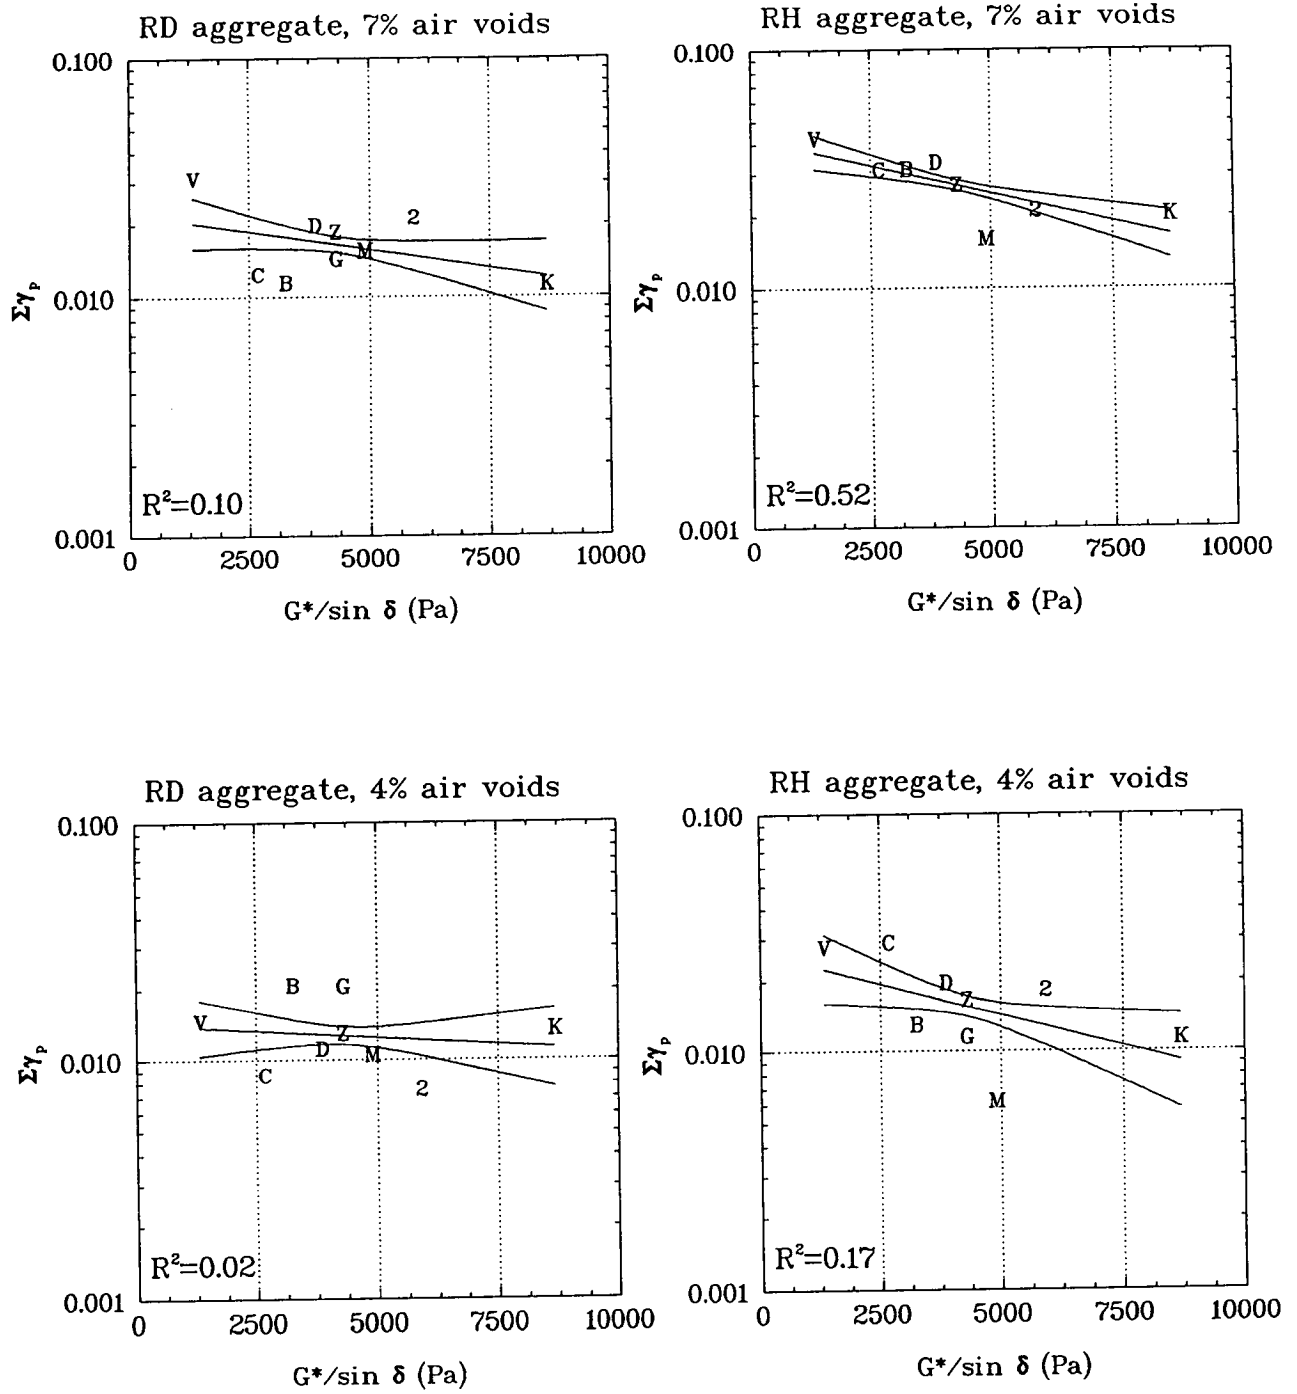 RD aggregate, 7% air voids
0.100
V
D
Z
2
M
G
C
B
K
0.010
Σγp
R²=0.10
0.001
0 2500 5000 7500 10000
G*/sin δ (Pa)
RH aggregate, 7% air voids
0.100
V
C
B
D
Z
2
K
M
0.010
Σγp
R²=0.52
0.001
0 2500 5000 7500 10000
G*/sin δ (Pa)
RD aggregate, 4% air voids
0.100
B
G
V
Z
K
D
M
C
2
0.010
Σγp
R²=0.02
0.001
0 2500 5000 7500 10000
G*/sin δ (Pa)
RH aggregate, 4% air voids
0.100
V
C
D
Z
2
B
G
K
M
0.010
Σγp
R²=0.17
0.001
0 2500 5000 7500 10000
G*/sin δ (Pa)